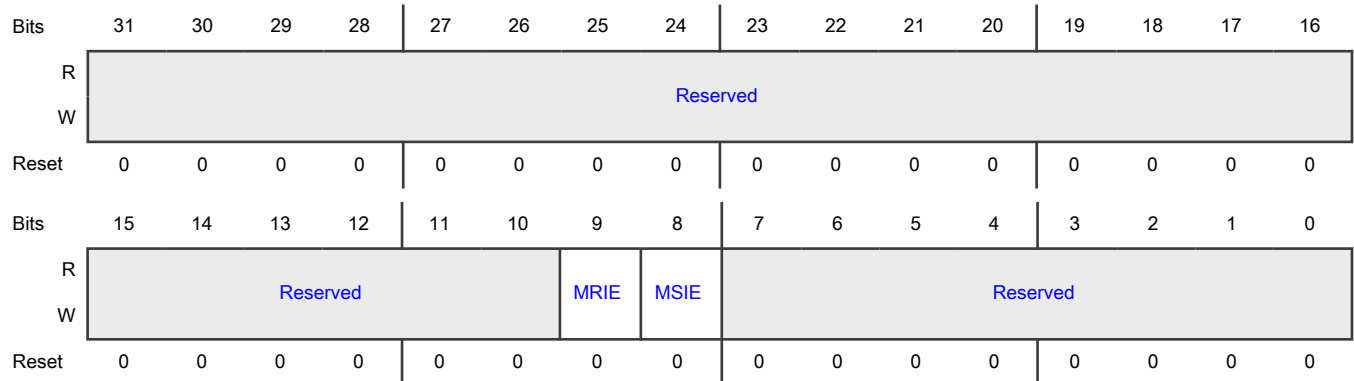 Bits 31 30 29 28 27 26 25 24 23 22 21 20 19 18 17 16
R
Reserved
W
Reset 0 0 0 0 0 0 0 0 0 0 0 0 0 0 0 0
Bits 15 14 13 12 11 10 9 8 7 6 5 4 3 2 1 0
R
Reserved MRIE MSIE Reserved
W
Reset 0 0 0 0 0 0 0 0 0 0 0 0 0 0 0 0